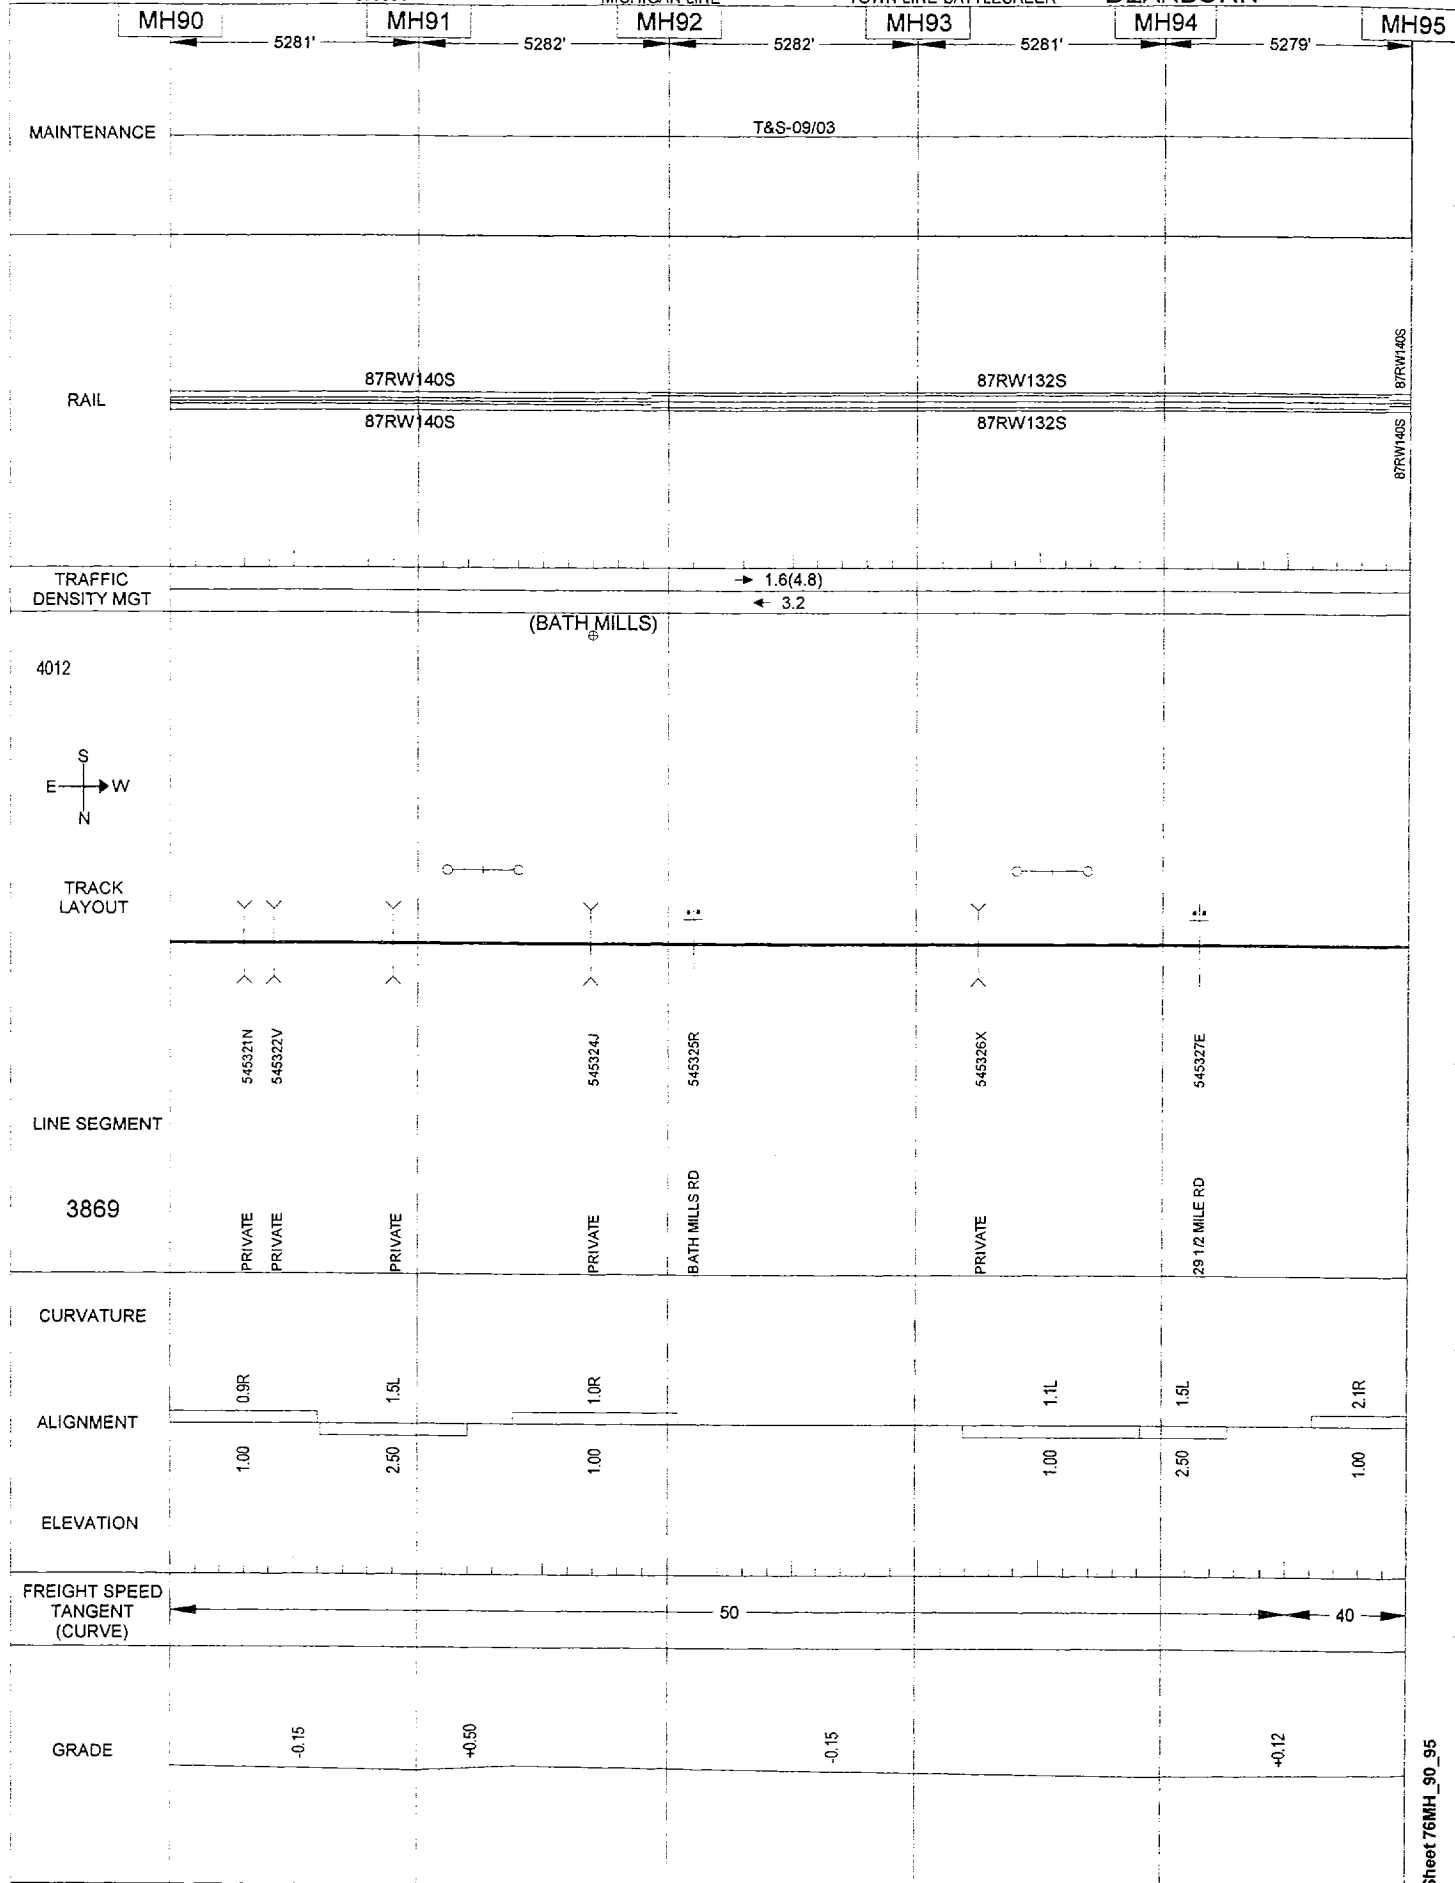 MICHIGAN LINE
TOWN LINE-BATTLECREEK
DEARBORN
MH90 MH91 MH92 MH93 MH94 MH95
5281' 5282' 5282' 5281' 5279'
MAINTENANCE
T&S-09/03
RAIL
87RW140S 87RW132S
87RW140S 87RW132S
87RW140S
87RW140S
TRAFFIC
DENSITY MGT
→ 1.6(4.8)
← 3.2
(BATH MILLS)
4012
S
E W
N
TRACK
LAYOUT
545321N
545322V
545324J
545325R
545326X
545327E
LINE SEGMENT
3869
PRIVATE
PRIVATE
PRIVATE
PRIVATE
BATH MILLS RD
PRIVATE
29 1/2 MILE RD
CURVATURE
0.9R
1.5L
1.0R
1.1L
1.5L
2.1R
ALIGNMENT
1.00
2.50
1.00
1.00
2.50
1.00
ELEVATION
FREIGHT SPEED
TANGENT
(CURVE)
50
40
GRADE
-0.15
+0.50
-0.15
+0.12
Sheet 76MH_90_95